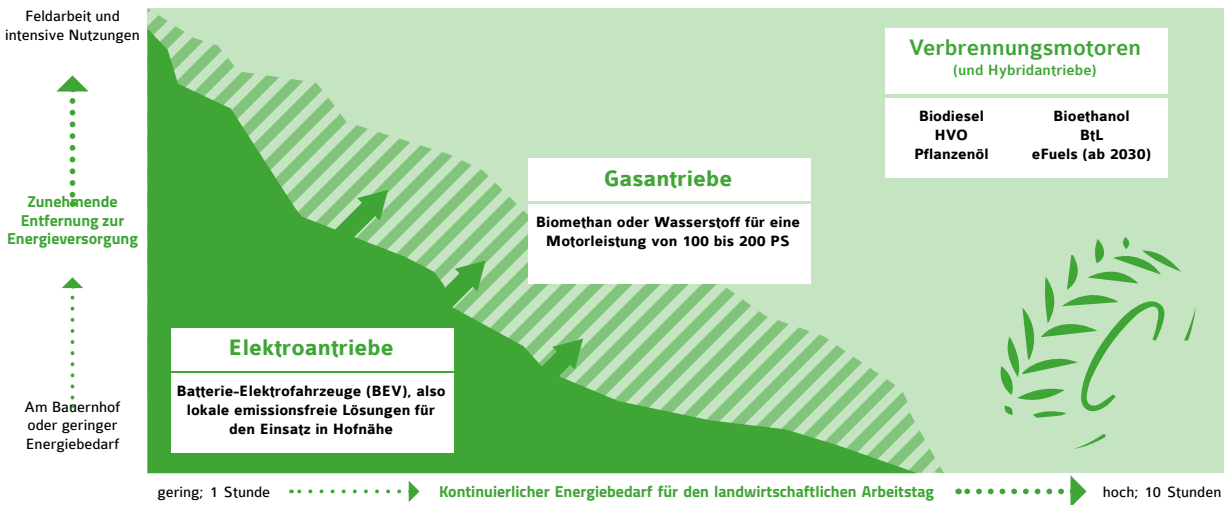 Feldarbeit und
intensive Nutzungen
Zunehmende
Entfernung zur
Energieversorgung
Am Bauernhof
oder geringer
Energiebedarf
Verbrennungsmotoren
(und Hybridantriebe)
Biodiesel
HVO
Pflanzenöl
Bioethanol
BtL
eFuels (ab 2030)
Gasantriebe
Biomethan oder Wasserstoff für eine
Motorleistung von 100 bis 200 PS
Elektroantriebe
Batterie-Elektrofahrzeuge (BEV), also
lokale emissionsfreie Lösungen für
den Einsatz in Hofnähe
gering; 1 Stunde
Kontinuierlicher Energiebedarf für den landwirtschaftlichen Arbeitstag
hoch; 10 Stunden